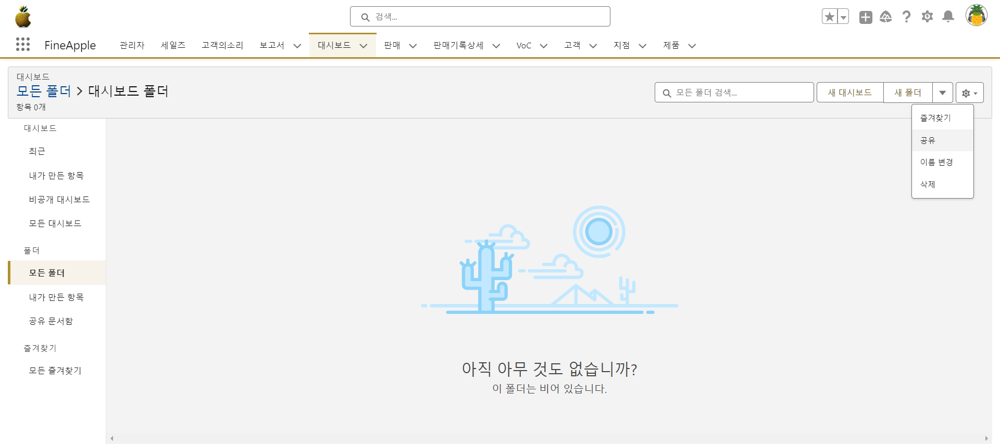 검색...
FineApple
관리자
세일즈
고객의소리
보고서
대시보드
판매
판매기록상세
VoC
고객
지점
제품
대시보드
모든 폴더 > 대시보드 폴더
항목 0개
모든 폴더 검색...
새 대시보드
새 폴더
즐겨찾기
공유
이름 변경
삭제
대시보드
최근
내가 만든 항목
비공개 대시보드
모든 대시보드
폴더
모든 폴더
내가 만든 항목
공유 문서함
즐겨찾기
모든 즐겨찾기
아직 아무 것도 없습니까?
이 폴더는 비어 있습니다.